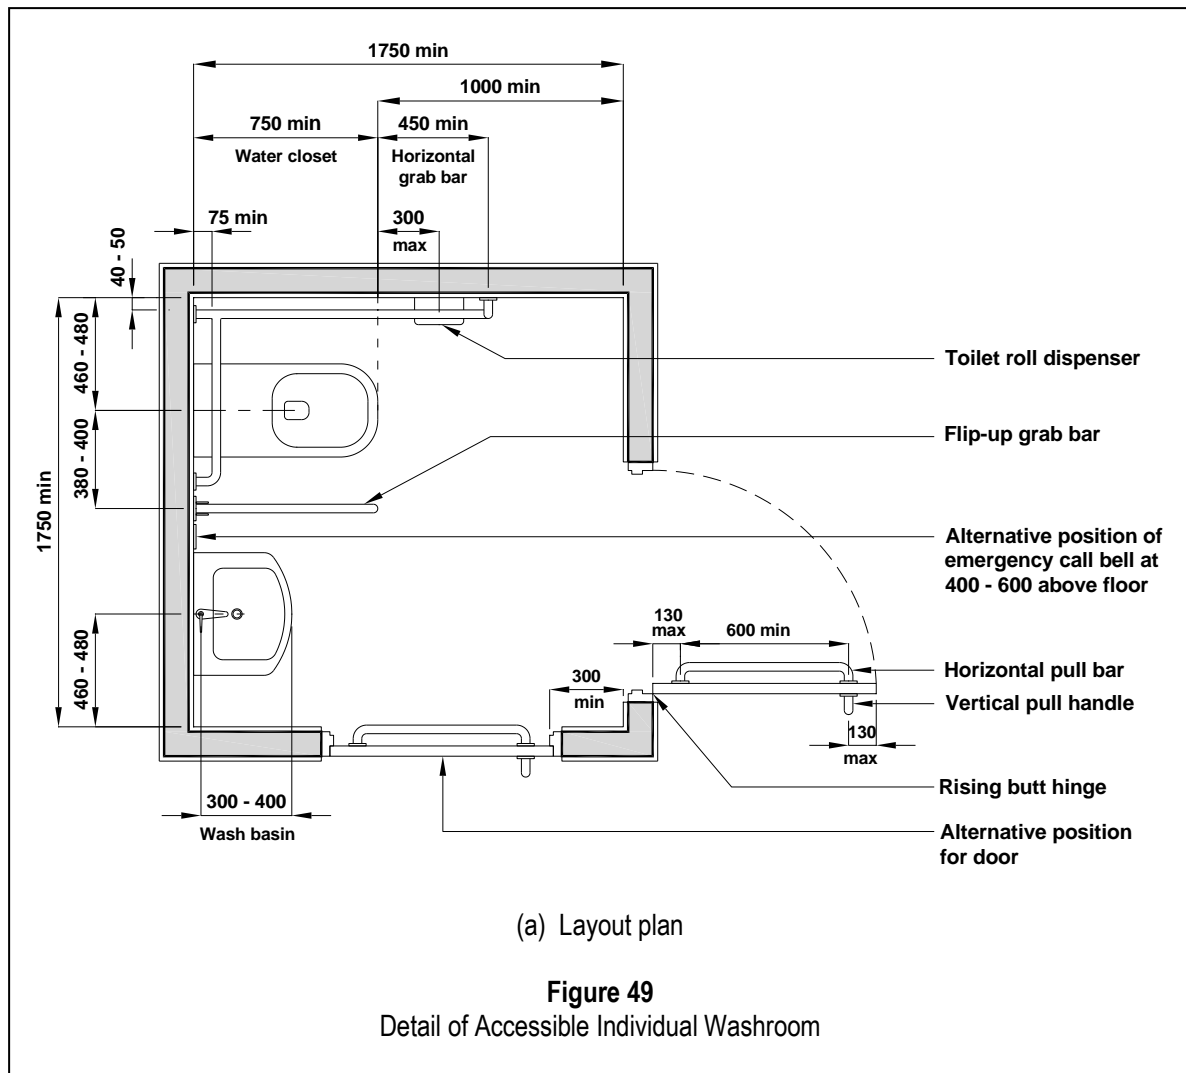 1750 min
1000 min
750 min
450 min
Water closet
Horizontal
grab bar
75 min
300
max
40 - 50
460 - 480
380 - 400
1750 min
460 - 480
Toilet roll dispenser
Flip-up grab bar
Alternative position of
emergency call bell at
400 - 600 above floor
130
max
600 min
300
min
Horizontal pull bar
Vertical pull handle
130
max
Rising butt hinge
300 - 400
Wash basin
Alternative position
for door
(a) Layout plan
Figure 49
Detail of Accessible Individual Washroom